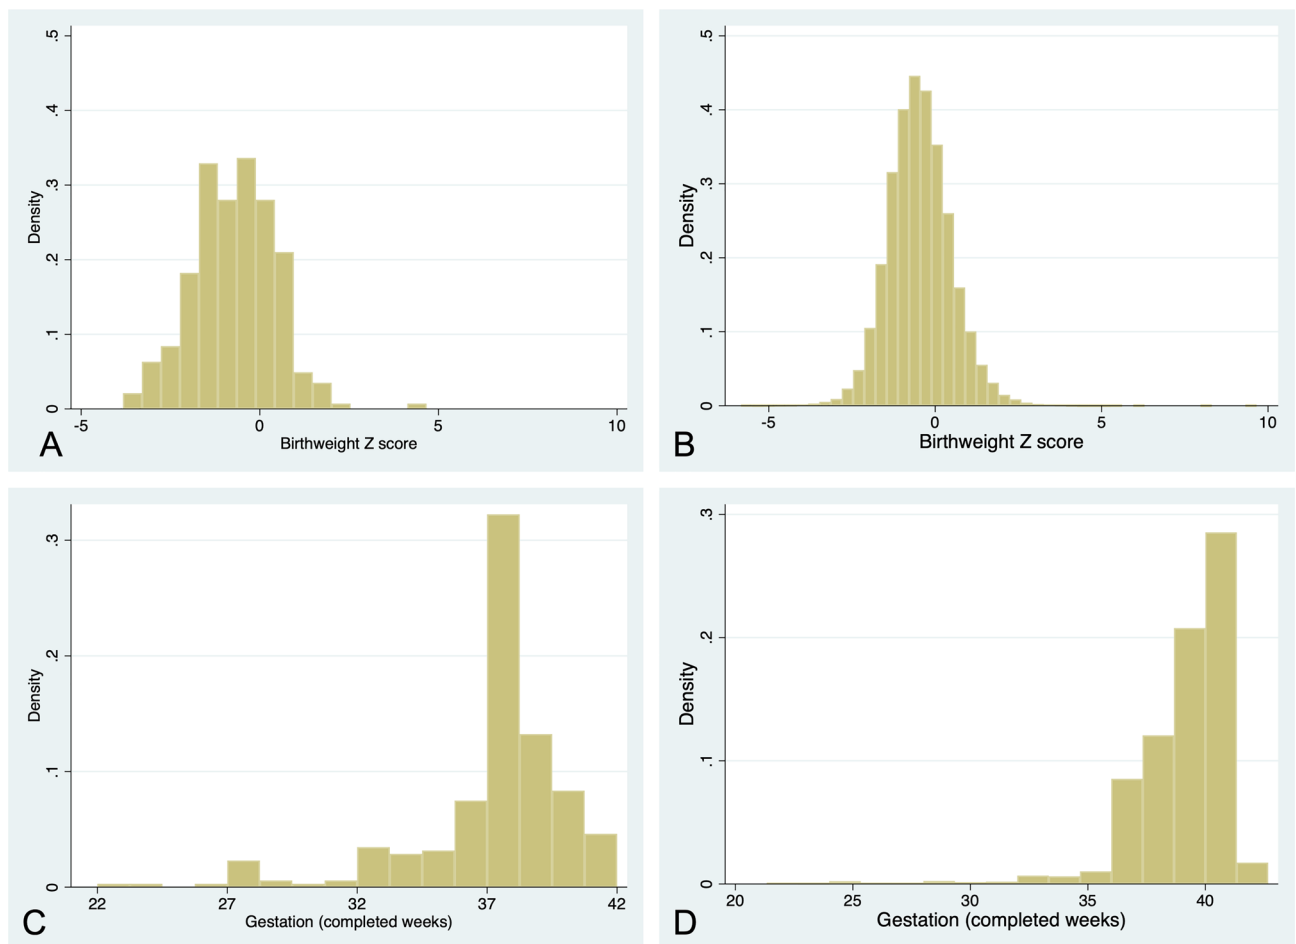 .5
.4
.3
.2
.1
0
Density
-5 0 5 10
Birthweight Z score
A
.5
.4
.3
.2
.1
0
Density
-5 0 5 10
Birthweight Z score
B
.3
.2
.1
0
Density
22 27 32 37 42
Gestation (completed weeks)
C
.3
.2
.1
0
Density
20 25 30 35 40
Gestation (completed weeks)
D